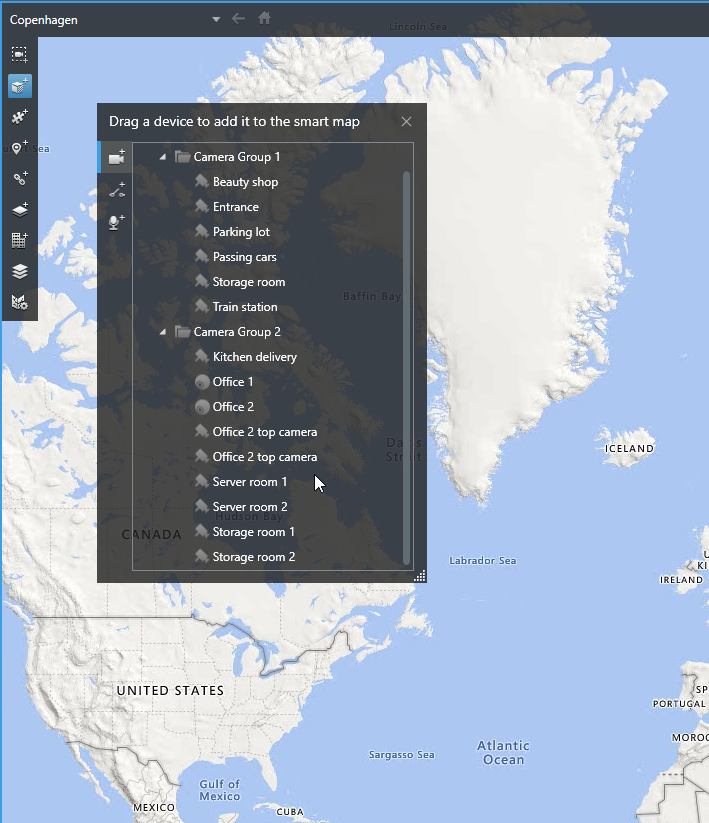 Copenhagen
Lincoln Sea
Sea
Drag a device to add it to the smart map
Camera Group 1
Beauty shop
Entrance
Parking lot
Passing cars
Storage room
Baffin Bay
Train station
Camera Group 2
Kitchen delivery
Office 1
Office 2
Office 2 top camera
Davis
Strait
Office 2 top camera
ICELAND
Server room 1
Server room 2
Hudson Bay
Storage room 1
CANADA
Storage room 2
Labrador Sea
U
KI
IRELAND
UNITED STATES
SP
PORTUGAL
MOROC
Sargasso Sea
Atlantic
Ocean
Gulf of
Mexico
MEXICO
CUBA